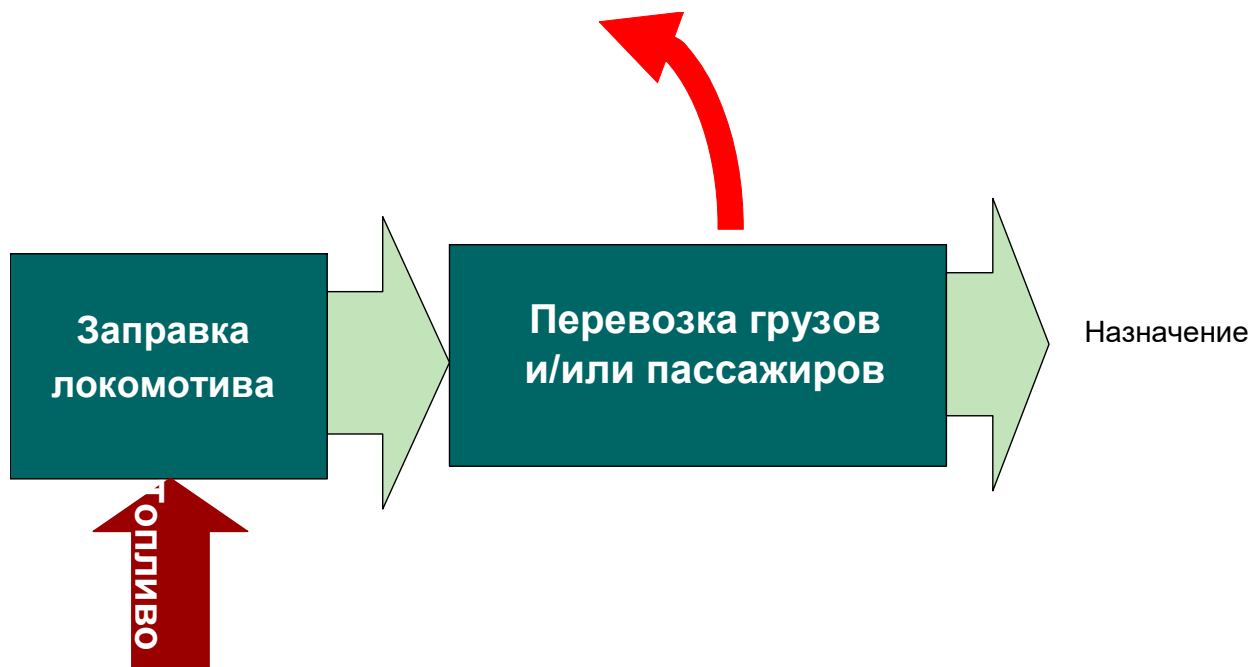 Заправка
локомотива
Перевозка грузов
и/или пассажиров
Назначение
Топливо